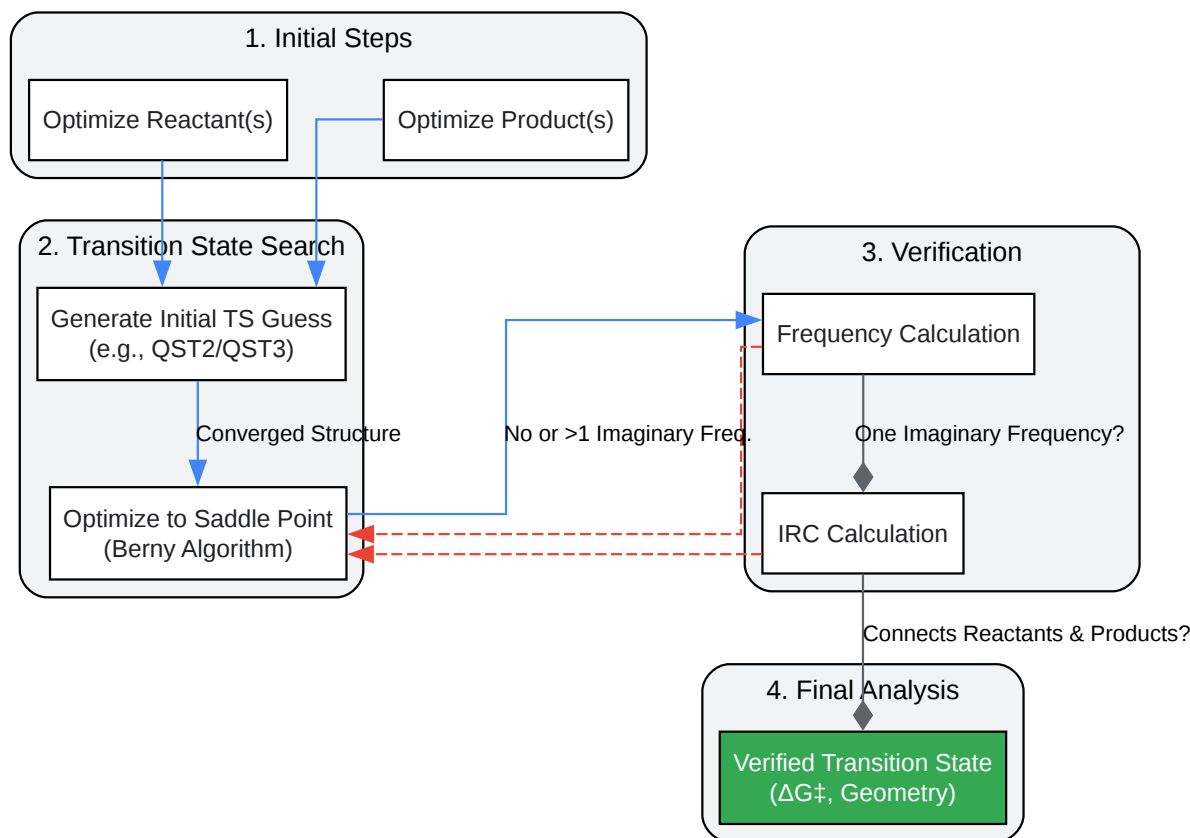 1. Initial Steps
Optimize Reactant(s)
Optimize Product(s)
2. Transition State Search
Generate Initial TS Guess
(e.g., QST2/QST3)
Converged Structure
Optimize to Saddle Point
(Berny Algorithm)
No or >1 Imaginary Freq.
3. Verification
Frequency Calculation
One Imaginary Frequency?
IRC Calculation
Connects Reactants & Products?
4. Final Analysis
Verified Transition State
(ΔG‡, Geometry)